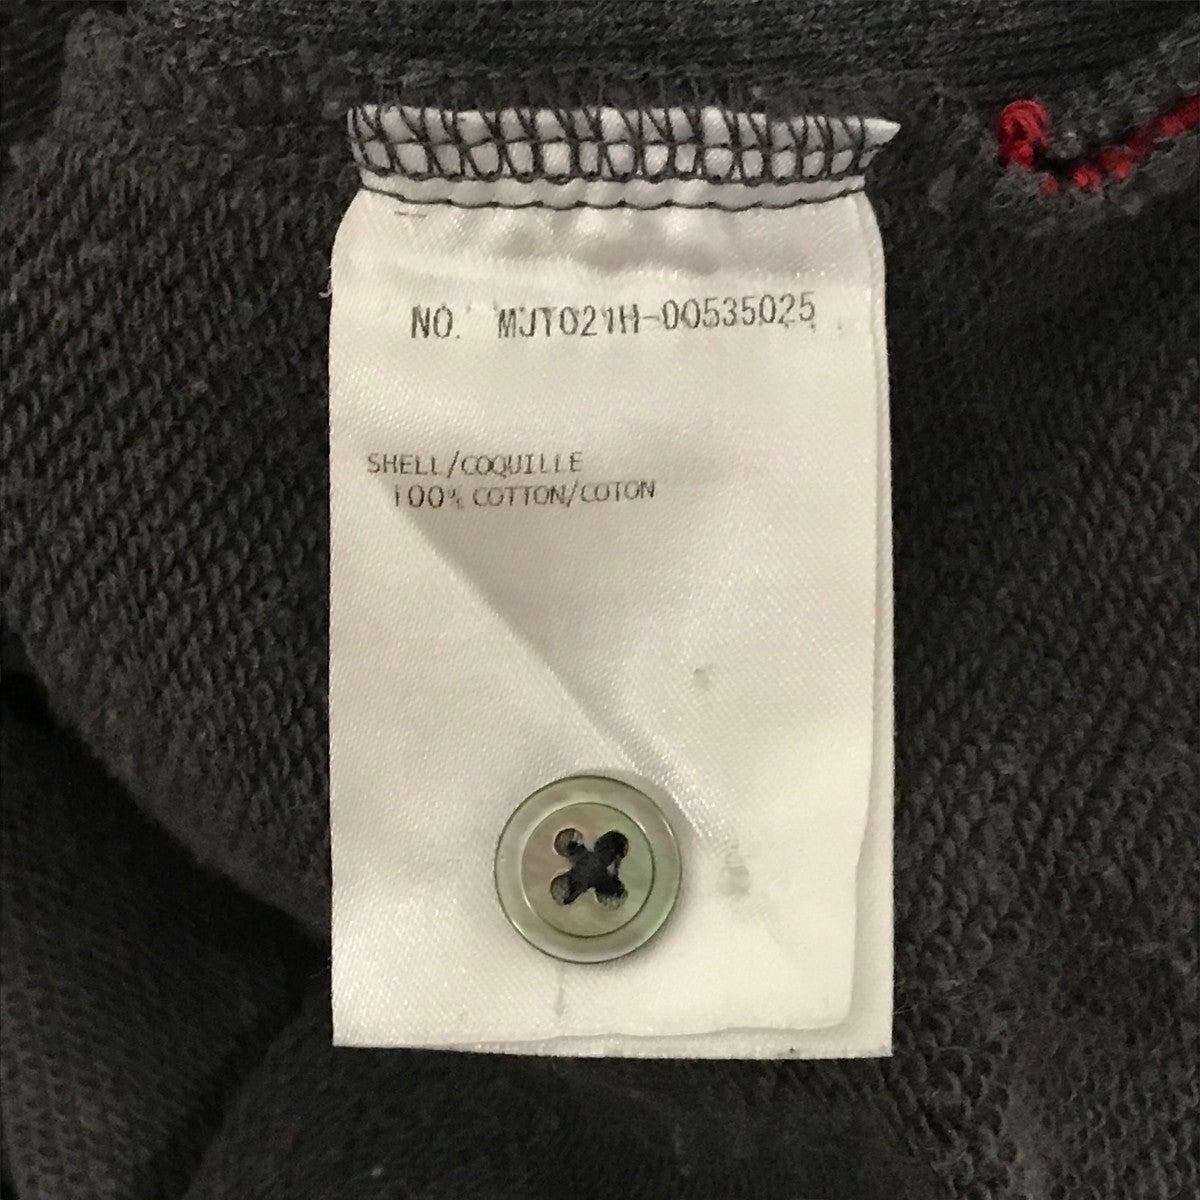 NO. MJT021H-00535025
SHELL/COQUILLE
100% COTTON/COTON